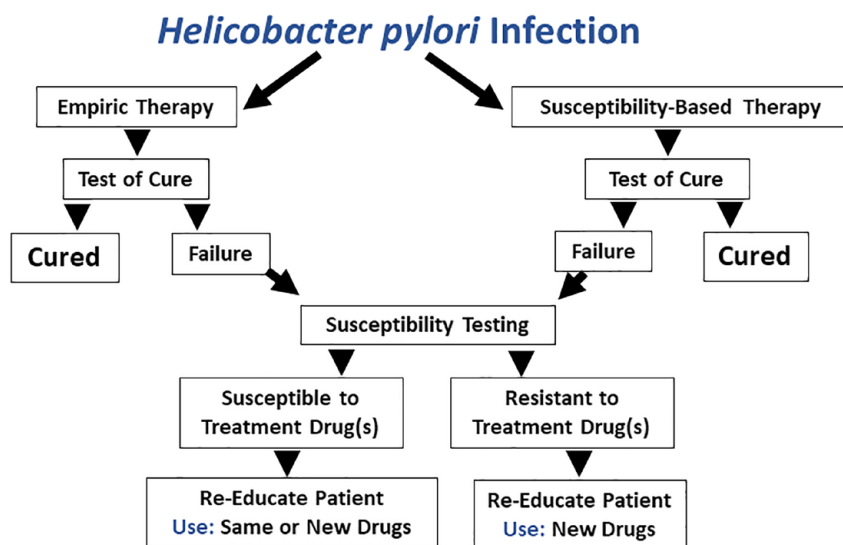 Helicobacter pylori Infection
Empiric Therapy
Susceptibility-Based Therapy
Test of Cure
Test of Cure
Cured
Failure
Failure
Cured
Susceptibility Testing
Susceptible to
Treatment Drug(s)
Resistant to
Treatment Drug(s)
Re-Educate Patient
Use: Same or New Drugs
Re-Educate Patient
Use: New Drugs